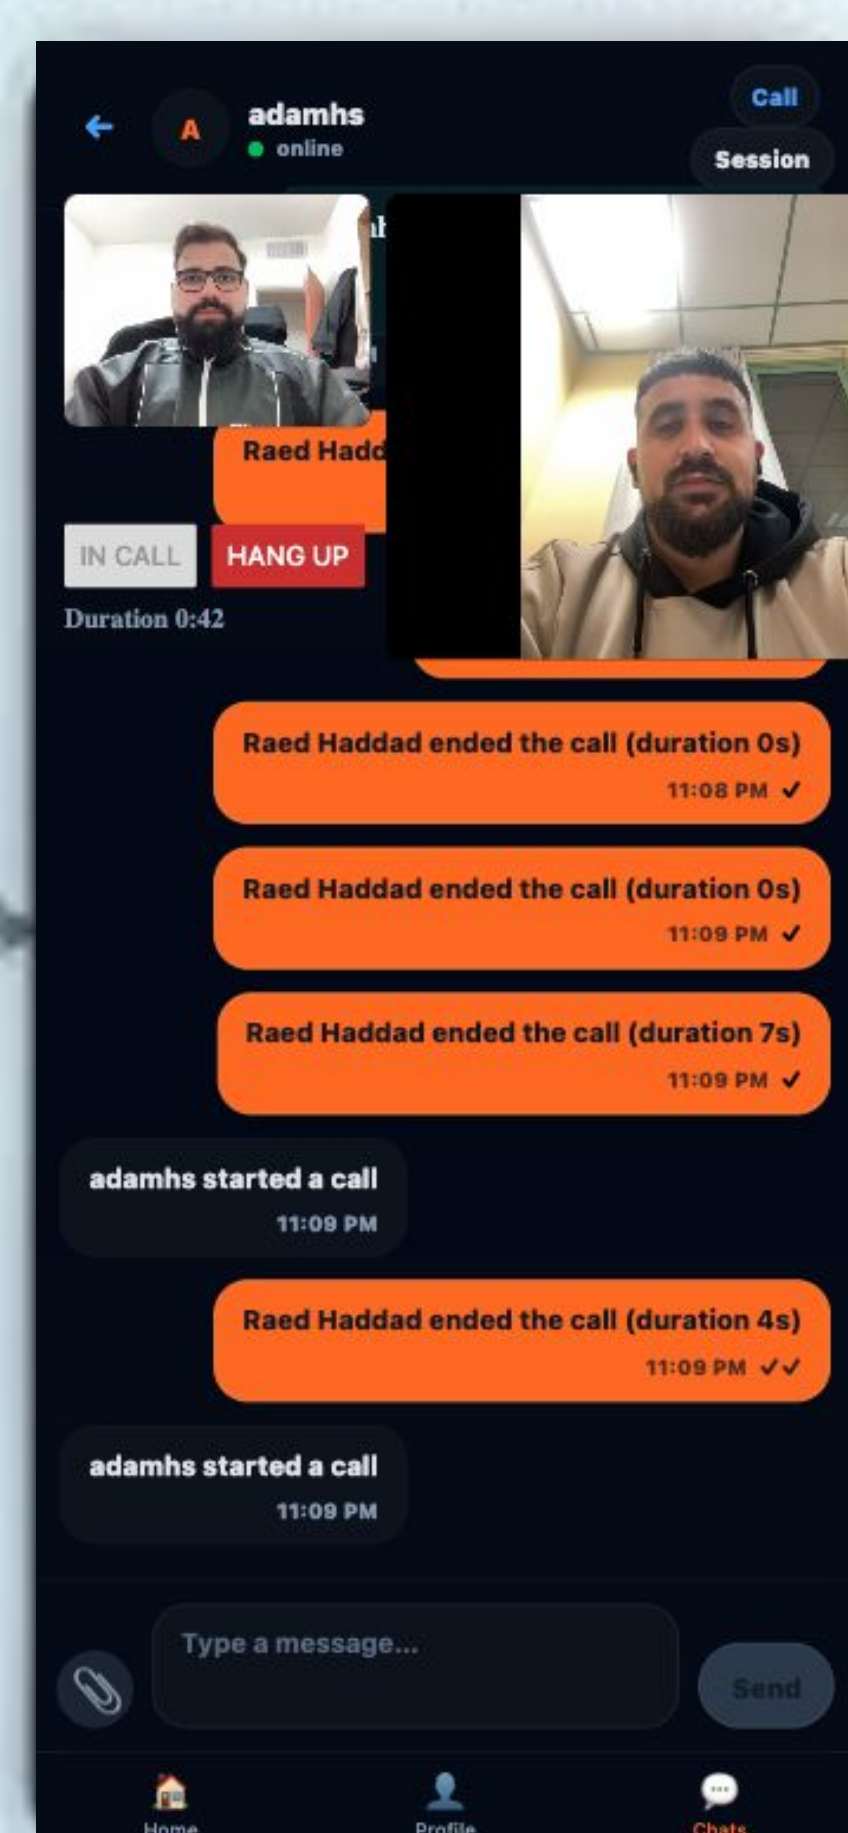 A
adamhs
online
Call
Session
Raed Hadd
IN CALL
HANG UP
Duration 0:42
Raed Haddad ended the call (duration 0s)
11:08 PM ✓
Raed Haddad ended the call (duration 0s)
11:09 PM ✓
Raed Haddad ended the call (duration 7s)
11:09 PM ✓
adamhs started a call
11:09 PM
Raed Haddad ended the call (duration 4s)
11:09 PM ✓✓
adamhs started a call
11:09 PM
Type a message...
Send
Home
Profile
Chats